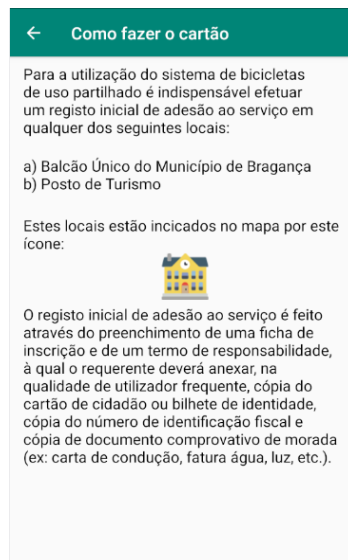 Como fazer o cartão
Para a utilização do sistema de bicicletas
de uso partilhado é indispensável efetuar
um registo inicial de adesão ao serviço em
qualquer dos seguintes locais:
a) Balcão Único do Município de Bragança
b) Posto de Turismo
Estes locais estão incicados no mapa por este
ícone:
O registo inicial de adesão ao serviço é feito
através do preenchimento de uma ficha de
inscrição e de um termo de responsabilidade,
à qual o requerente deverá anexar, na
qualidade de utilizador frequente, cópia do
cartão de cidadão ou bilhete de identidade,
cópia do número de identificação fiscal e
cópia de documento comprovativo de morada
(ex: carta de condução, fatura água, luz, etc.).